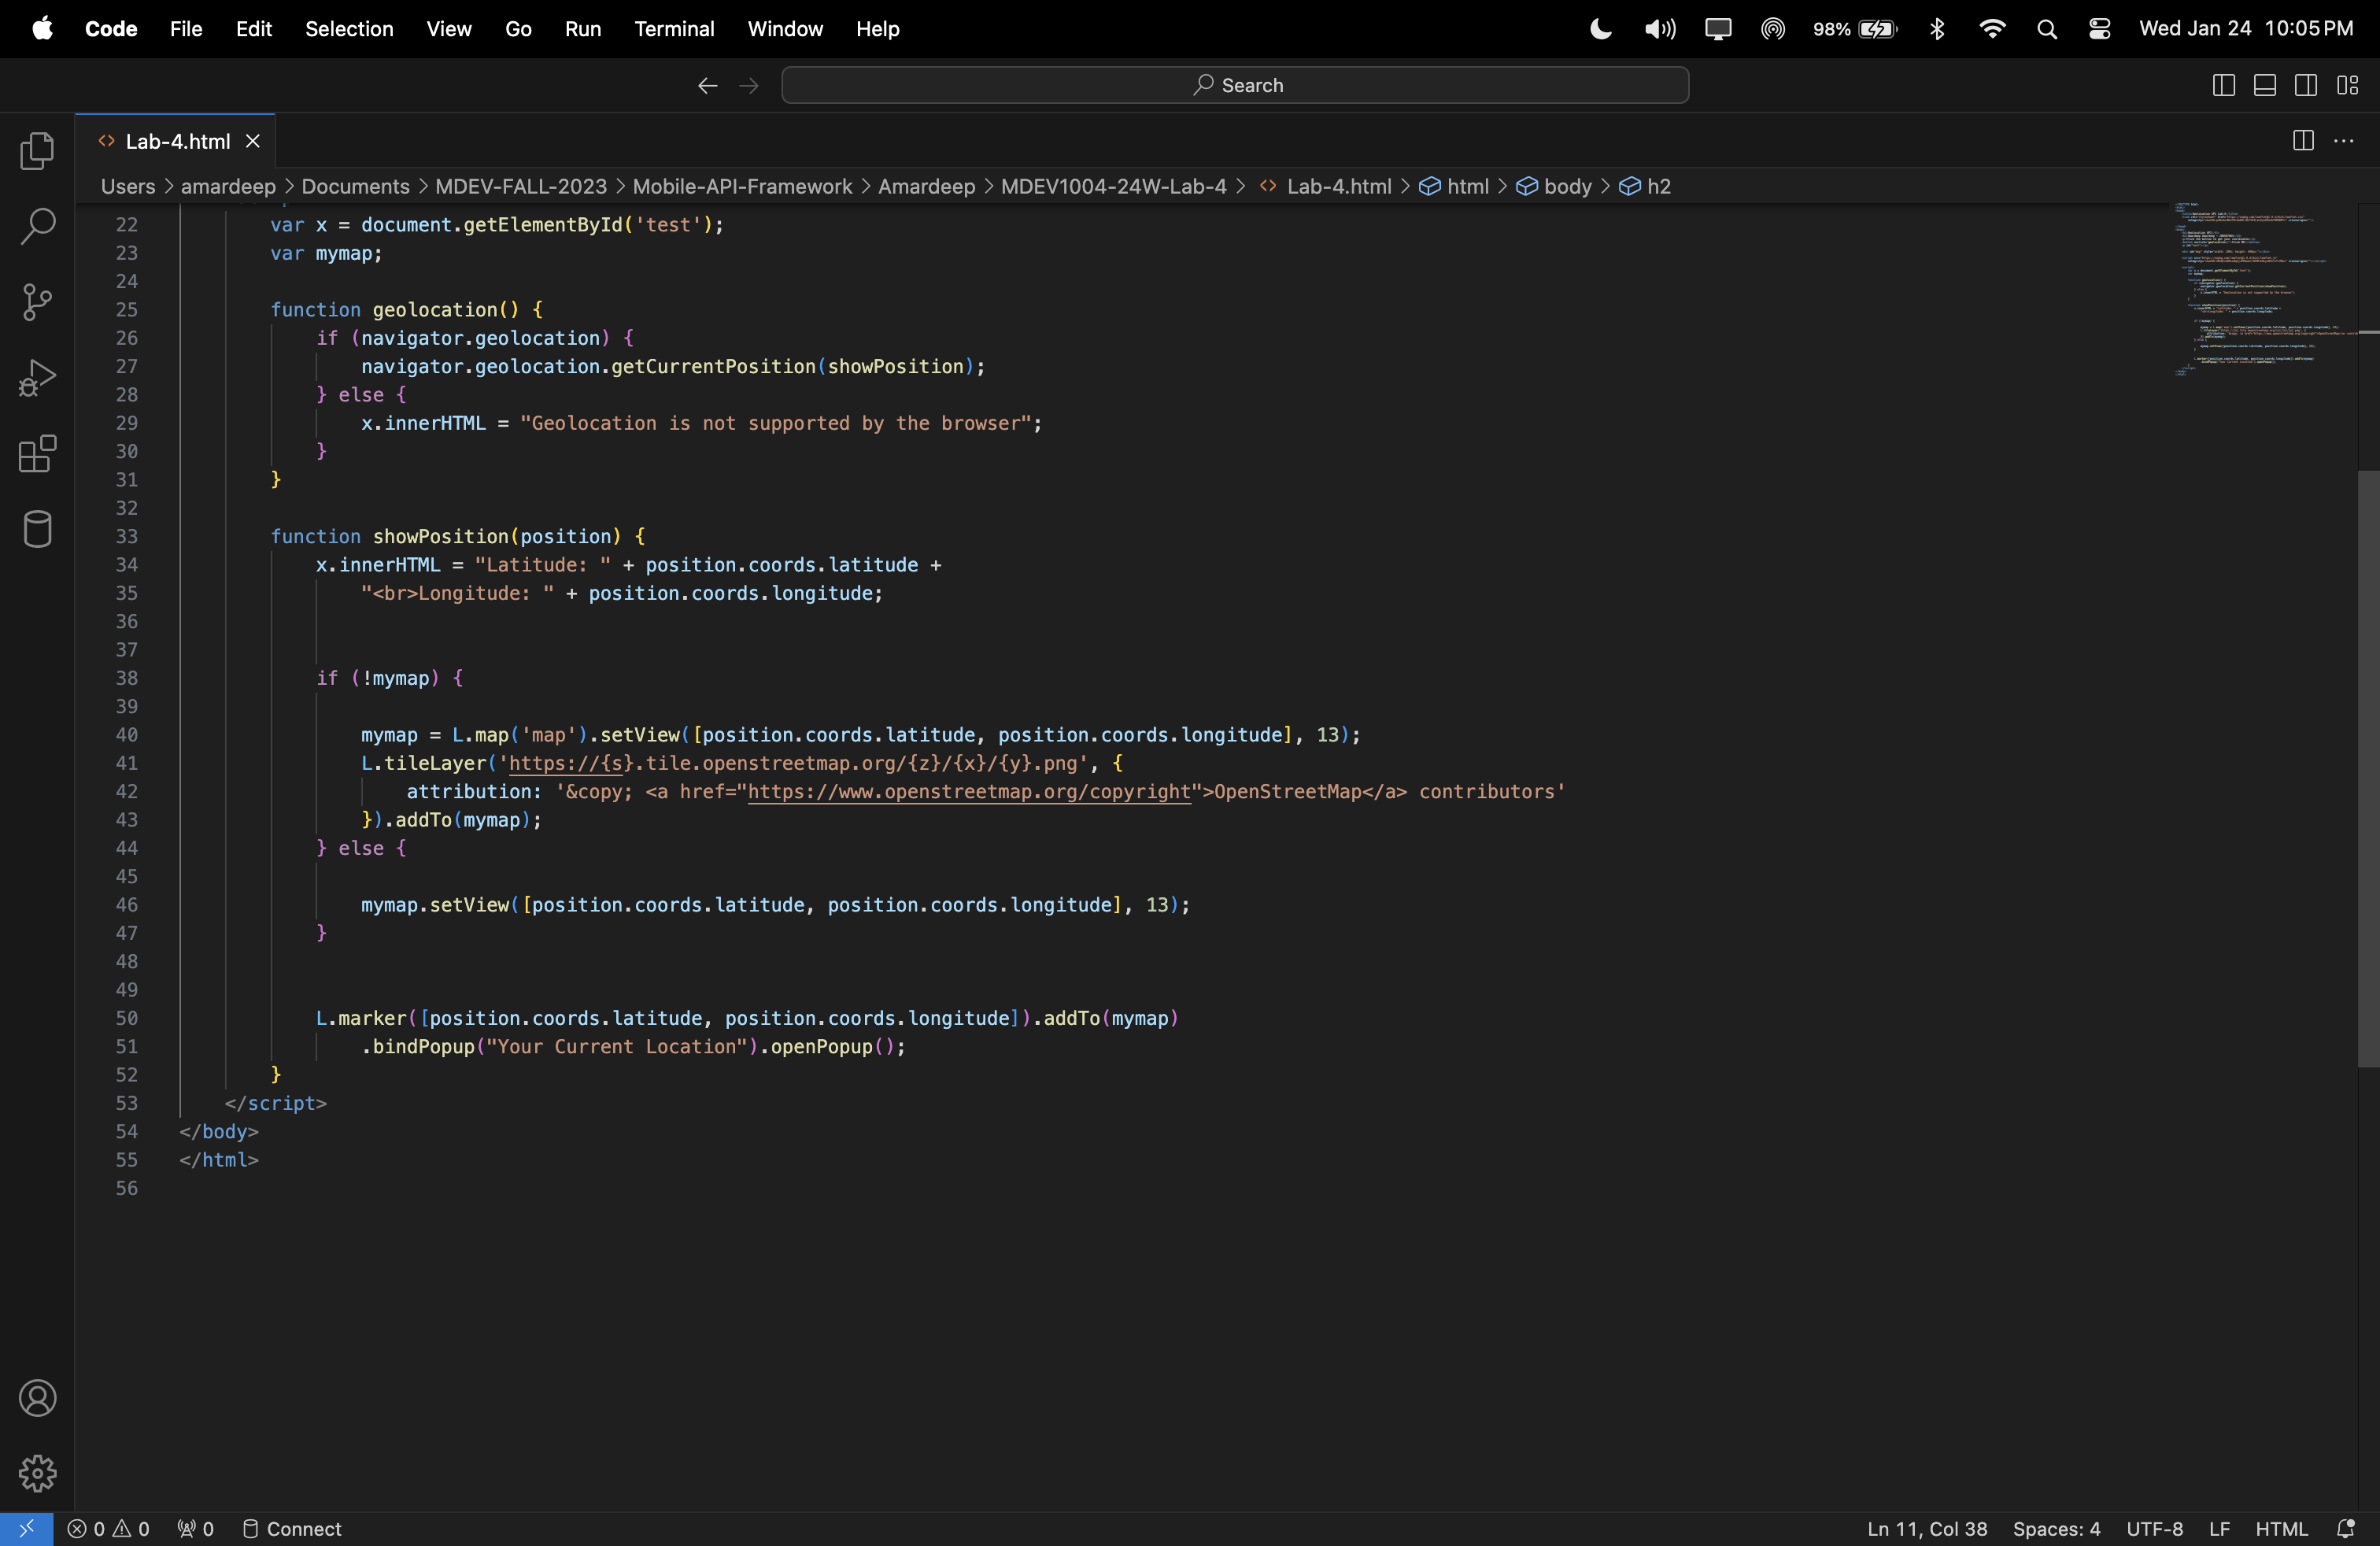 Code File Edit Selection View Go Run Terminal Window Help 98% Wed Jan 24 10:05 PM
Search
Lab-4.html
Users > amardeep > Documents > MDEV-FALL-2023 > Mobile-API-Framework > Amardeep > MDEV1004-24W-Lab-4 > <> Lab-4.html > html > body > h2
22 var x = document.getElementById('test');
23 var mymap;
24
25 function geolocation() {
26 if (navigator.geolocation) {
27 navigator.geolocation.getCurrentPosition(showPosition);
28 } else {
29 x.innerHTML = "Geolocation is not supported by the browser";
30 }
31 }
32
33 function showPosition(position) {
34 x.innerHTML = "Latitude: " + position.coords.latitude +
35 "<br>Longitude: " + position.coords.longitude;
36
37
38 if (!mymap) {
39
40 mymap = L.map('map').setView([position.coords.latitude, position.coords.longitude], 13);
41 L.tileLayer('https://{s}.tile.openstreetmap.org/{z}/{x}/{y}.png', {
42 attribution: '&copy; <a href="https://www.openstreetmap.org/copyright">OpenStreetMap</a> contributors'
43 }).addTo(mymap);
44 } else {
45
46 mymap.setView([position.coords.latitude, position.coords.longitude], 13);
47 }
48
49
50 L.marker([position.coords.latitude, position.coords.longitude]).addTo(mymap)
51 .bindPopup("Your Current Location").openPopup();
52 }
53 </script>
54 </body>
55 </html>
56
0 0 0 Connect Ln 11, Col 38 Spaces: 4 UTF-8 LF HTML